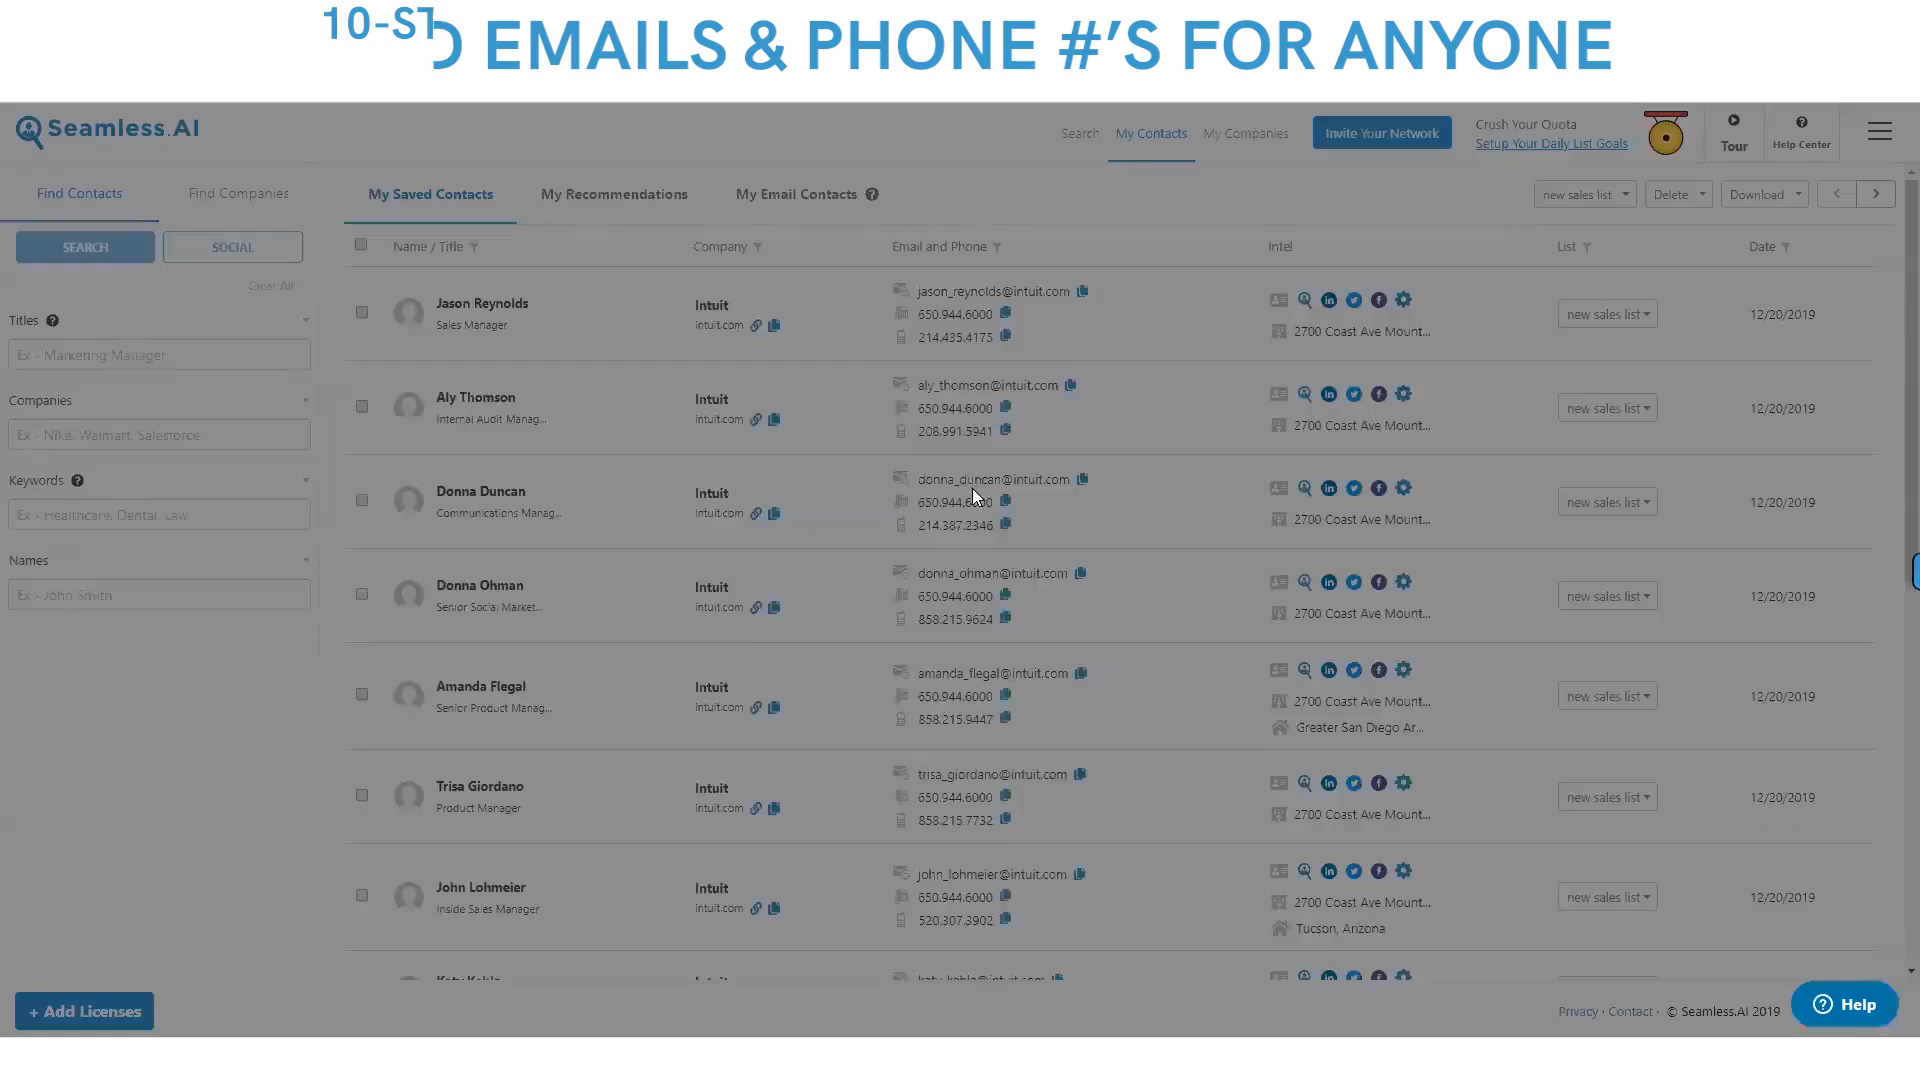 10-ST
D EMAILS & PHONE #'S FOR ANYONE
Seamless.AI
Search My Contacts My Companies Invite Your Network
Crush Your Quota
Setup Your Daily List Goals
Tour
Help Center
Find Contacts Find Companies
SEARCH SOCIAL
Clear All
Titles
Ex - Marketing Manager
Companies
Ex - Nike, Walmart, Salesforce
Keywords
Ex - Healthcare, Dental, Law
Names
Ex - John Smith
My Saved Contacts My Recommendations My Email Contacts
new sales list Delete Download
Name / Title Company Email and Phone Intel List Date
Jason Reynolds
Sales Manager
Intuit
intuit.com
jason_reynolds@intuit.com
650.944.6000
214.435.4175
2700 Coast Ave Mount...
new sales list
12/20/2019
Aly Thomson
Internal Audit Manag...
Intuit
intuit.com
aly_thomson@intuit.com
650.944.6000
208.991.5941
2700 Coast Ave Mount...
new sales list
12/20/2019
Donna Duncan
Communications Manag...
Intuit
intuit.com
donna_duncan@intuit.com
650.944.6000
214.387.2346
2700 Coast Ave Mount...
new sales list
12/20/2019
Donna Ohman
Senior Social Market...
Intuit
intuit.com
donna_ohman@intuit.com
650.944.6000
858.215.9624
2700 Coast Ave Mount...
new sales list
12/20/2019
Amanda Flegal
Senior Product Manag...
Intuit
intuit.com
amanda_flegal@intuit.com
650.944.6000
858.215.9447
2700 Coast Ave Mount...
Greater San Diego Ar...
new sales list
12/20/2019
Trisa Giordano
Product Manager
Intuit
intuit.com
trisa_giordano@intuit.com
650.944.6000
858.215.7732
2700 Coast Ave Mount...
new sales list
12/20/2019
John Lohmeier
Inside Sales Manager
Intuit
intuit.com
john_lohmeier@intuit.com
650.944.6000
520.307.3902
2700 Coast Ave Mount...
Tucson, Arizona
new sales list
12/20/2019
+ Add Licenses
Privacy · Contact · © Seamless.AI 2019
Help